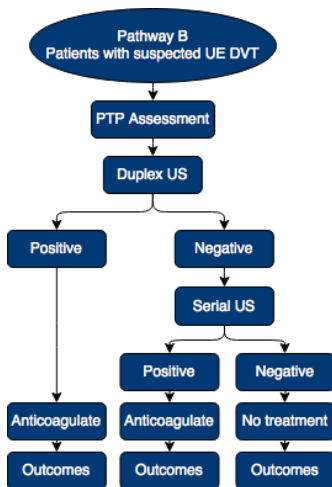 Pathway B
Patients with suspected UE DVT
PTP Assessment
Duplex US
Positive
Negative
Serial US
Positive
Negative
Anticoagulate
Anticoagulate
No treatment
Outcomes
Outcomes
Outcomes